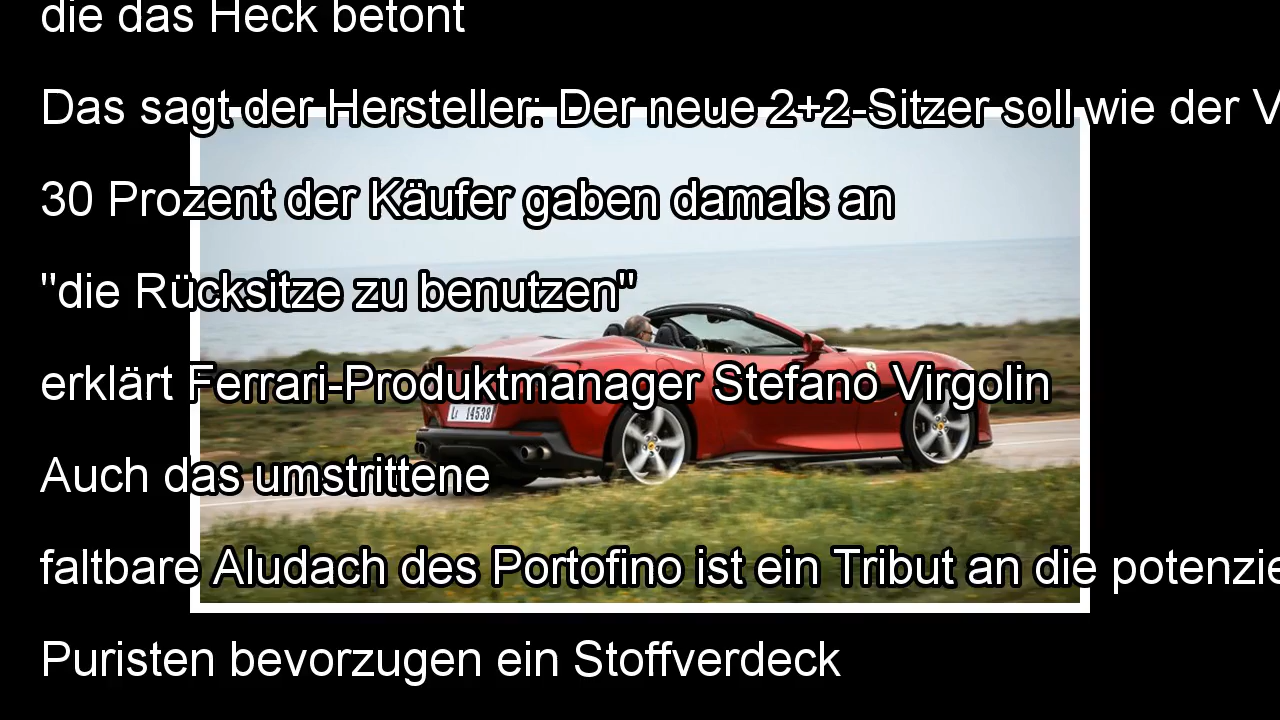 die das Heck betont
Das sagt der Hersteller: Der neue 2+2-Sitzer soll wie der
30 Prozent der Käufer gaben damals an
"die Rücksitze zu benutzen"
erklärt Ferrari-Produktmanager Stefano Virgolin
14538
Auch das umstrittene
faltbare Aludach des Portofino ist ein Tribut an die
Puristen bevorzugen ein Stoffverdeck